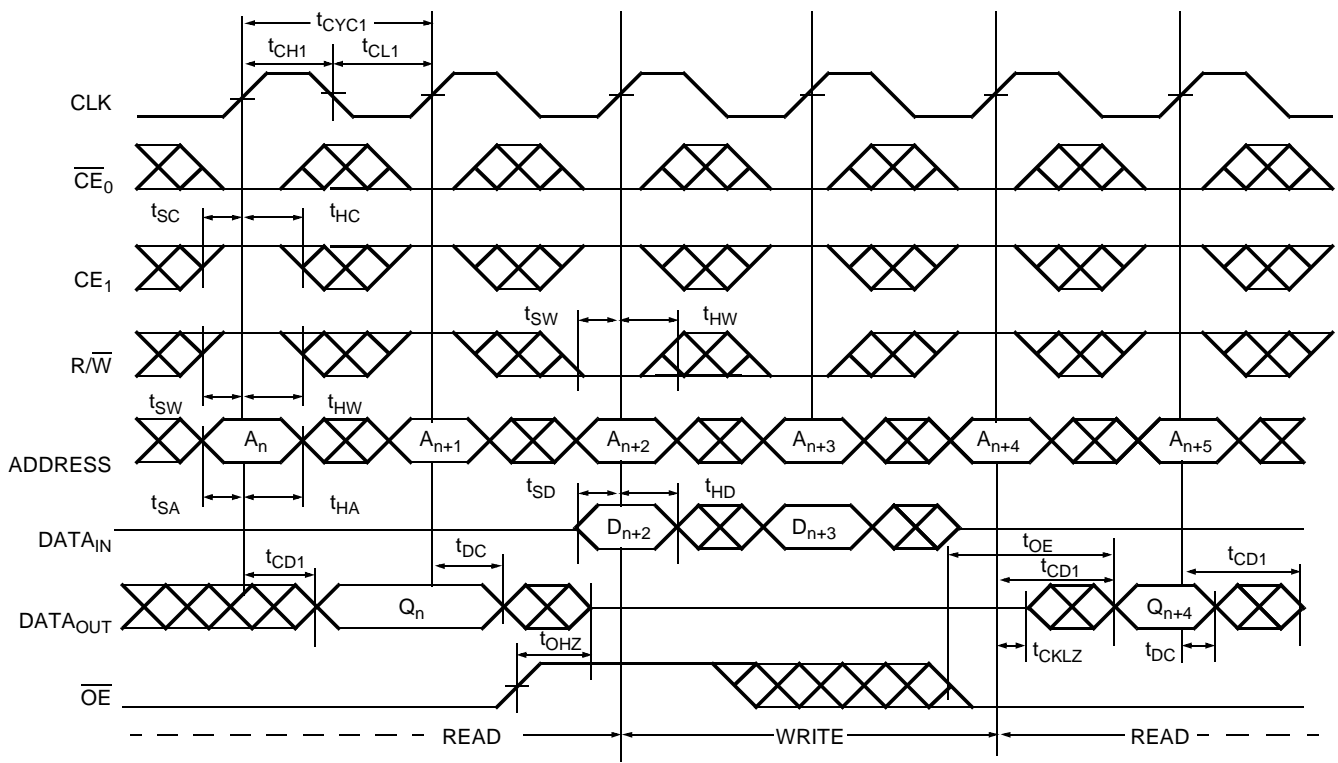 tCYC1
tCH1 tCL1
CLK
CE0
tSC tHC
CE1
tSW tHW
R/W
tSW tHW
An An+1 An+2 An+3 An+4 An+5
ADDRESS
tSA tHA tSD tHD
DATAIN Dn+2 Dn+3
tOE
tCD1 tDC tCD1 tCD1
DATAOUT Qn Qn+4
tOHZ tCKLZ tDC
OE
READ WRITE READ